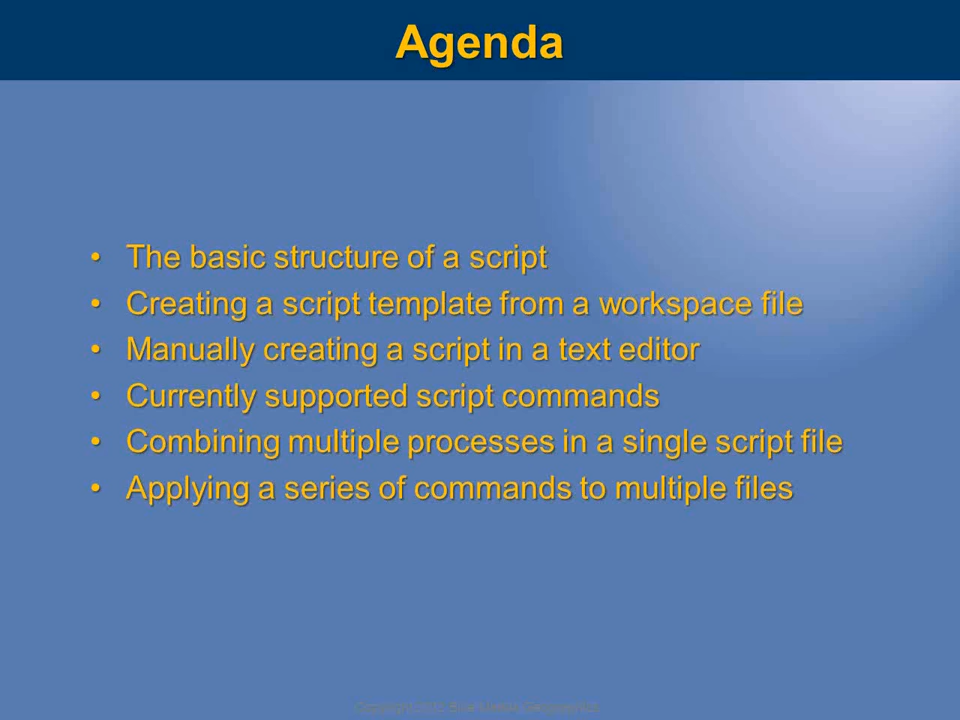 Agenda
• The basic structure of a script
• Creating a script template from a workspace file
• Manually creating a script in a text editor
• Currently supported script commands
• Combining multiple processes in a single script file
• Applying a series of commands to multiple files